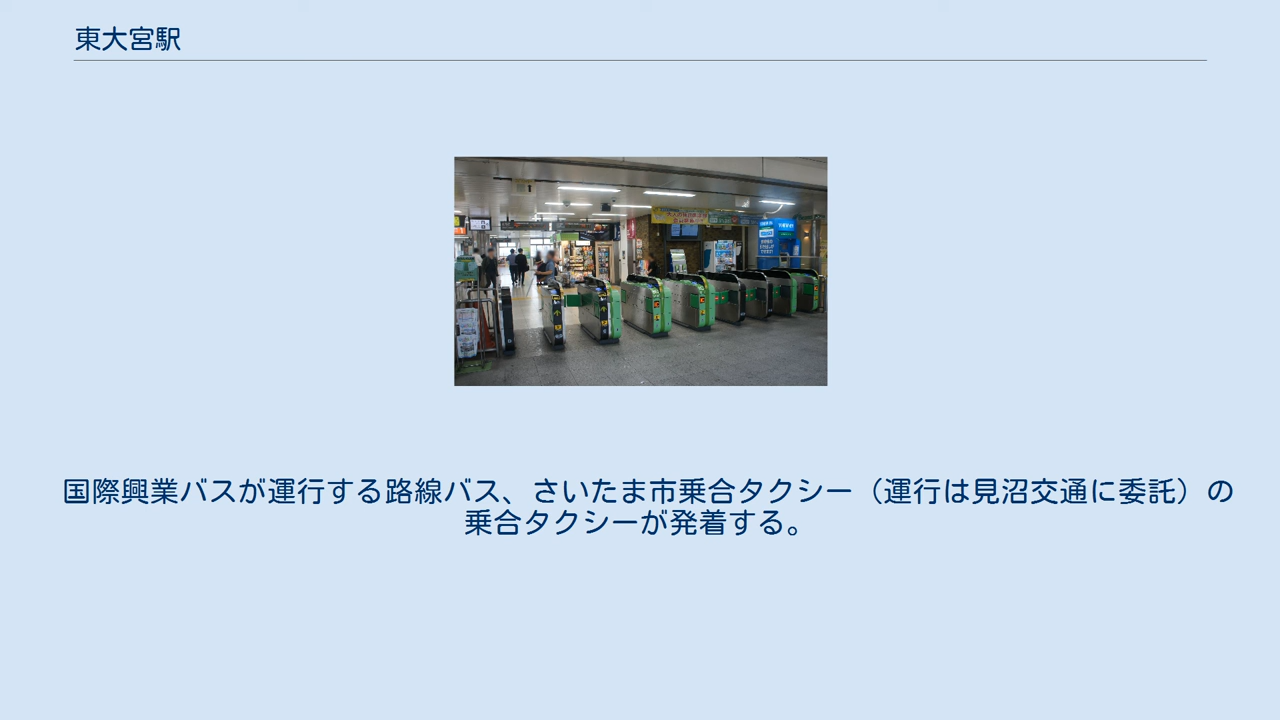 東大宮駅
国際興業バスが運行する路線バス、さいたま市乗合タクシー（運行は見沼交通に委託）の
乗合タクシーが発着する。